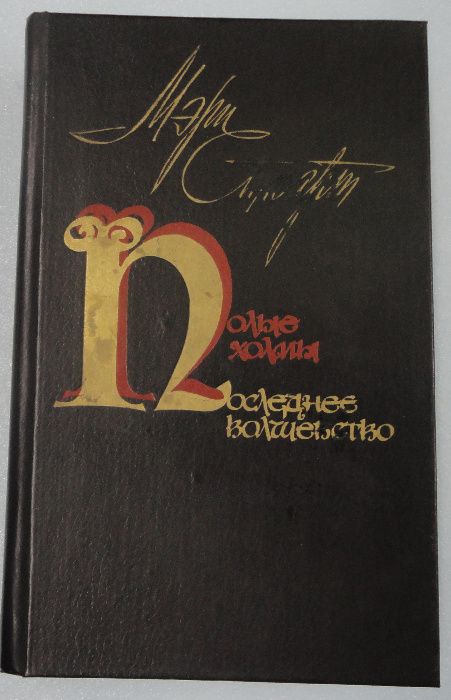 Мэри
Стюарт
Полые
холмы
Последнее
волшебство